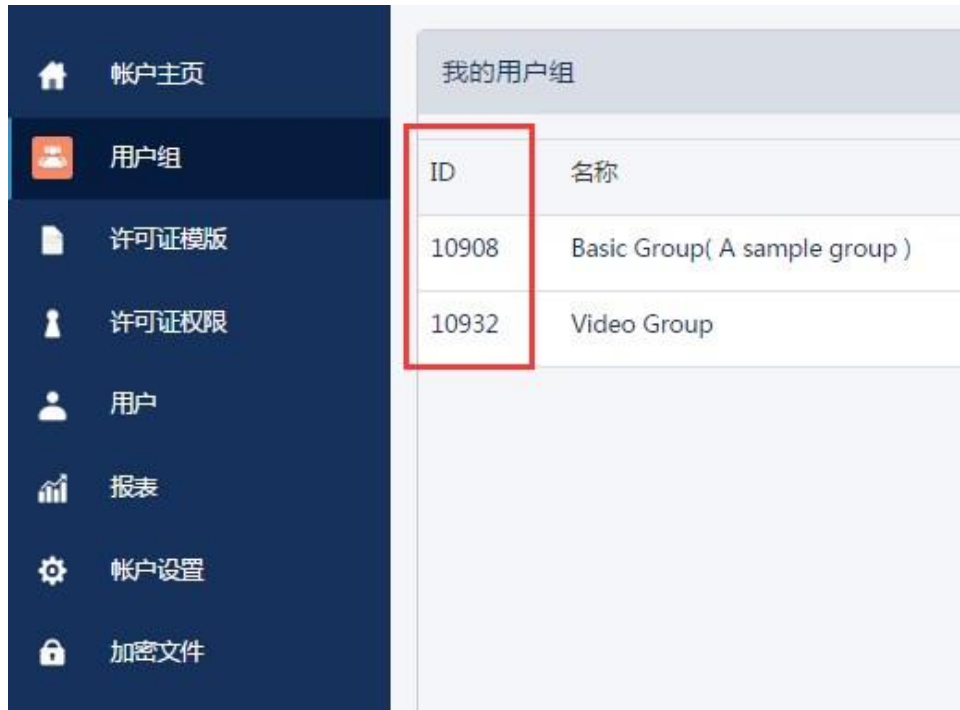 帐户主页
用户组
许可证模版
许可证权限
用户
报表
帐户设置
加密文件
我的用户组
ID 名称
10908 Basic Group( A sample group )
10932 Video Group